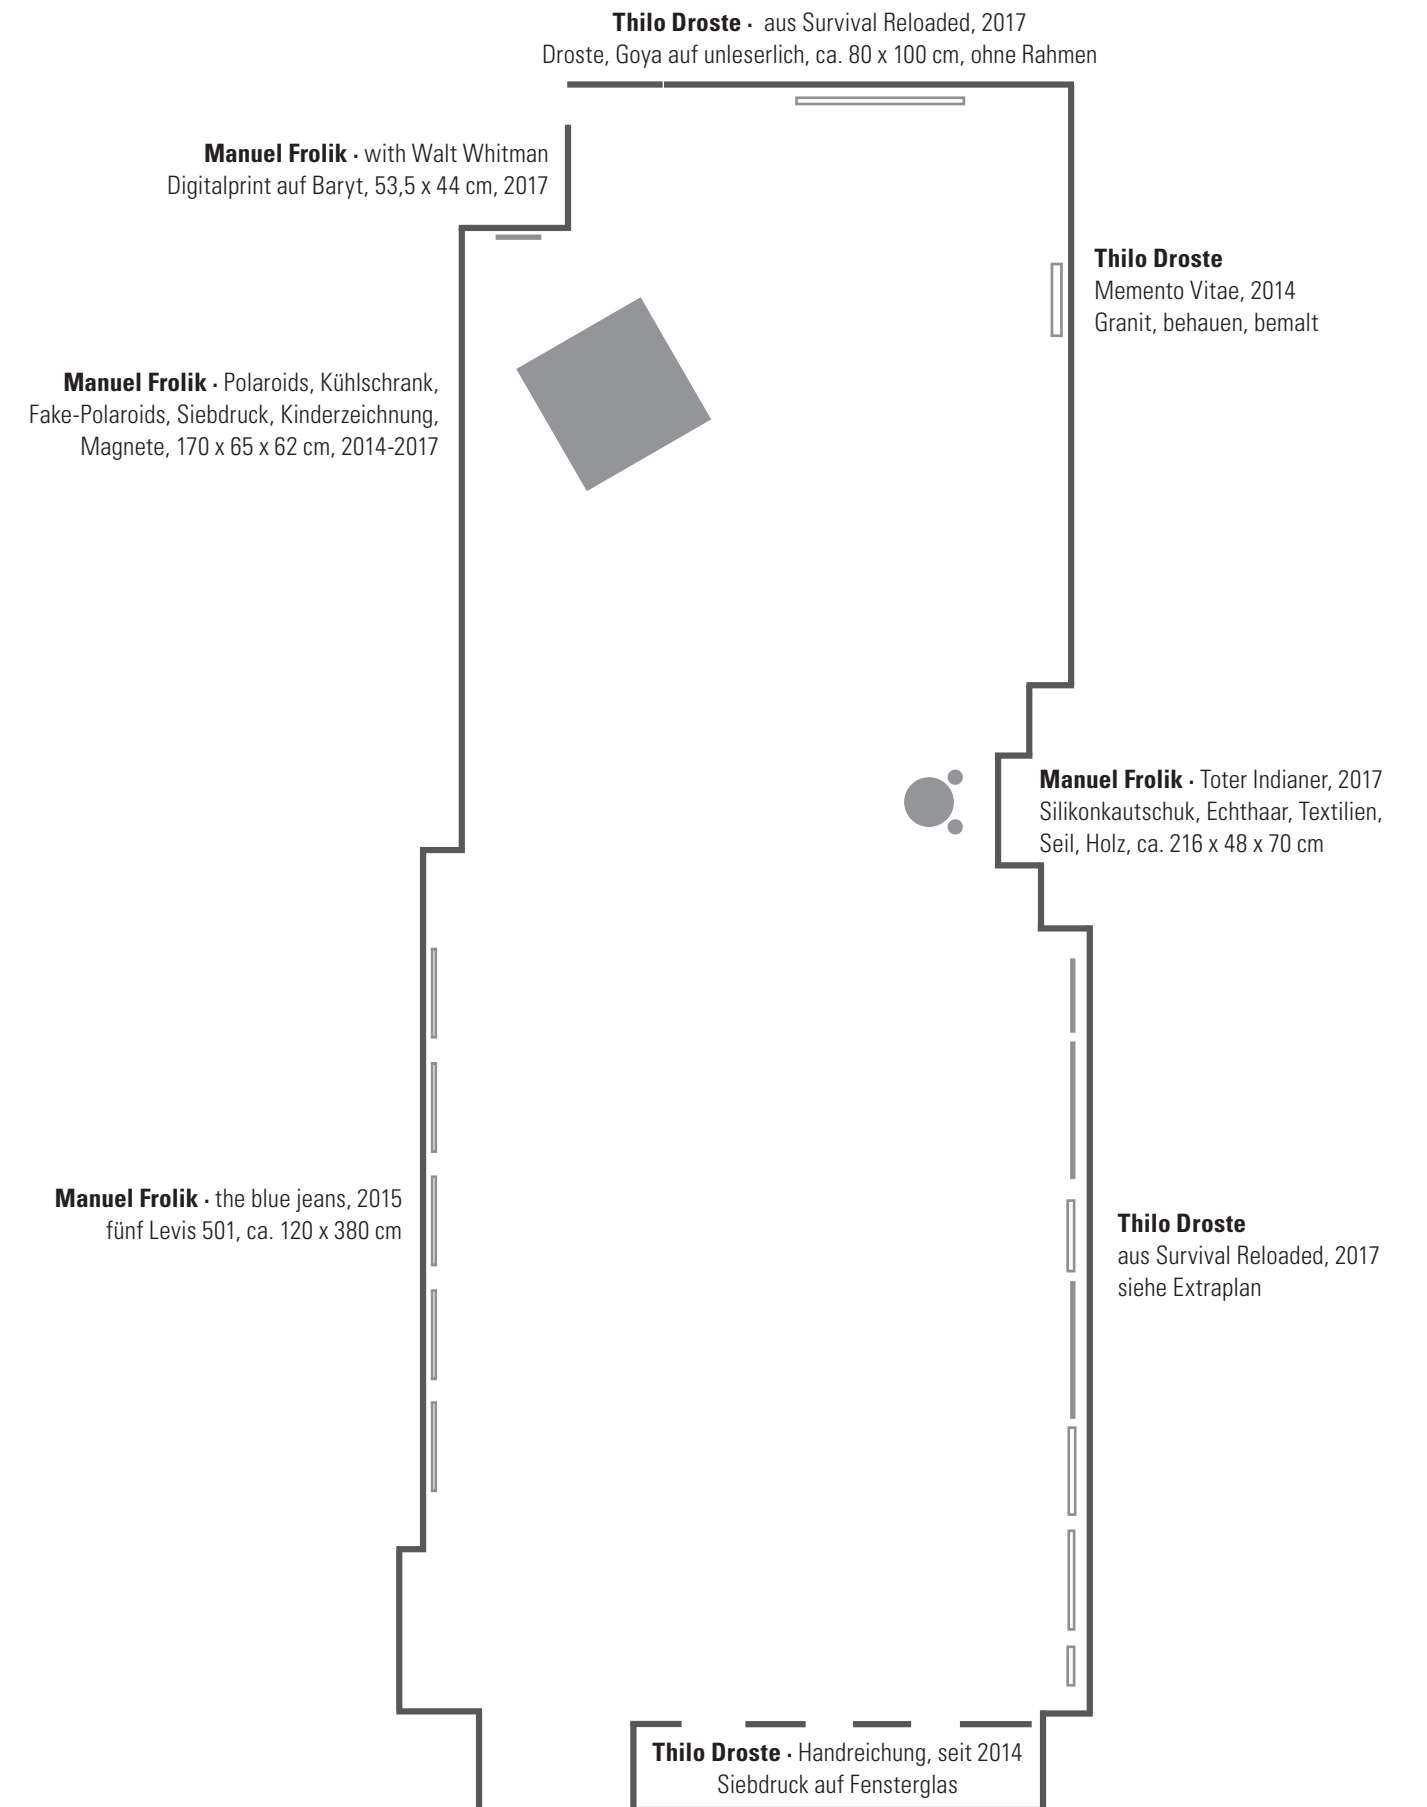 Thilo Droste · aus Survival Reloaded, 2017
Droste, Goya auf unleserlich, ca. 80 x 100 cm, ohne Rahmen
Manuel Frolik · with Walt Whitman
Digitalprint auf Baryt, 53,5 x 44 cm, 2017
Thilo Droste
Memento Vitae, 2014
Granit, behauen, bemalt
Manuel Frolik · Polaroids, Kühlschrank,
Fake-Polaroids, Siebdruck, Kinderzeichnung,
Magnete, 170 x 65 x 62 cm, 2014-2017
Manuel Frolik · Toter Indianer, 2017
Silikonkautschuk, Echthaar, Textilien,
Seil, Holz, ca. 216 x 48 x 70 cm
Manuel Frolik · the blue jeans, 2015
fünf Levis 501, ca. 120 x 380 cm
Thilo Droste
aus Survival Reloaded, 2017
siehe Extraplan
Thilo Droste · Handreichung, seit 2014
Siebdruck auf Fensterglas